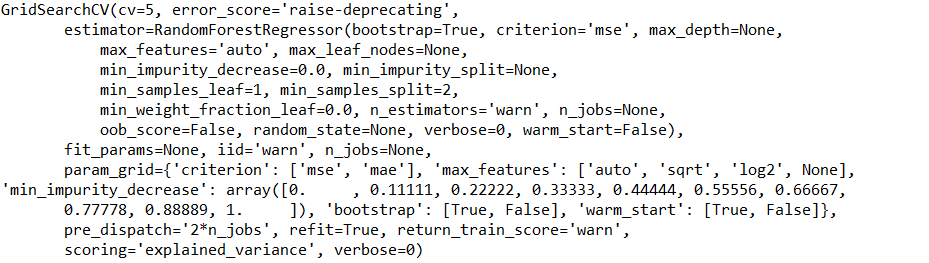 GridSearchCV(cv=5, error_score='raise-deprecating',
estimator=RandomForestRegressor(bootstrap=True, criterion='mse', max_depth=None,
max_features='auto', max_leaf_nodes=None,
min_impurity_decrease=0.0, min_impurity_split=None,
min_samples_leaf=1, min_samples_split=2,
min_weight_fraction_leaf=0.0, n_estimators='warn', n_jobs=None,
oob_score=False, random_state=None, verbose=0, warm_start=False),
fit_params=None, iid='warn', n_jobs=None,
param_grid={'criterion': ['mse', 'mae'], 'max_features': ['auto', 'sqrt', 'log2', None],
'min_impurity_decrease': array([0.     , 0.11111, 0.22222, 0.33333, 0.44444, 0.55556, 0.66667,
0.77778, 0.88889, 1.     ]), 'bootstrap': [True, False], 'warm_start': [True, False]},
pre_dispatch='2*n_jobs', refit=True, return_train_score='warn',
scoring='explained_variance', verbose=0)